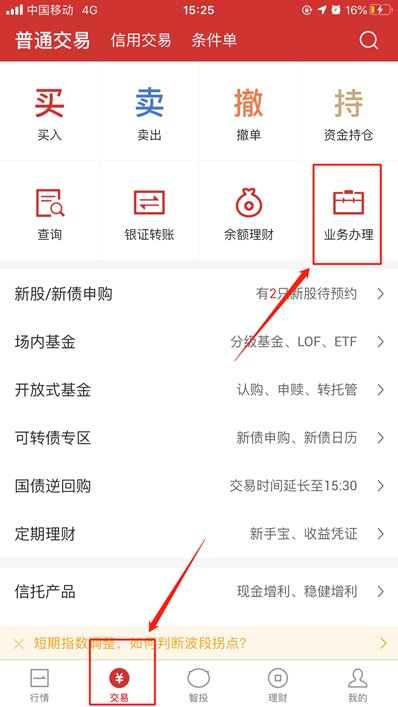 中国移动 4G 15:25 16%
普通交易 信用交易 条件单
买 卖 撤 持
买入 卖出 撤单 资金持仓
查询 银证转账 余额理财 业务办理
新股/新债申购 有2只新股待预约
场内基金 分级基金、LOF、ETF
开放式基金 认购、申赎、转托管
可转债专区 新债申购、新债日历
国债逆回购 交易时间延长至15:30
定期理财 新手宝、收益凭证
信托产品 现金增利、稳健增利
短期指数调整，如何判断波段拐点?
¥
行情 交易 智投 理财 我的